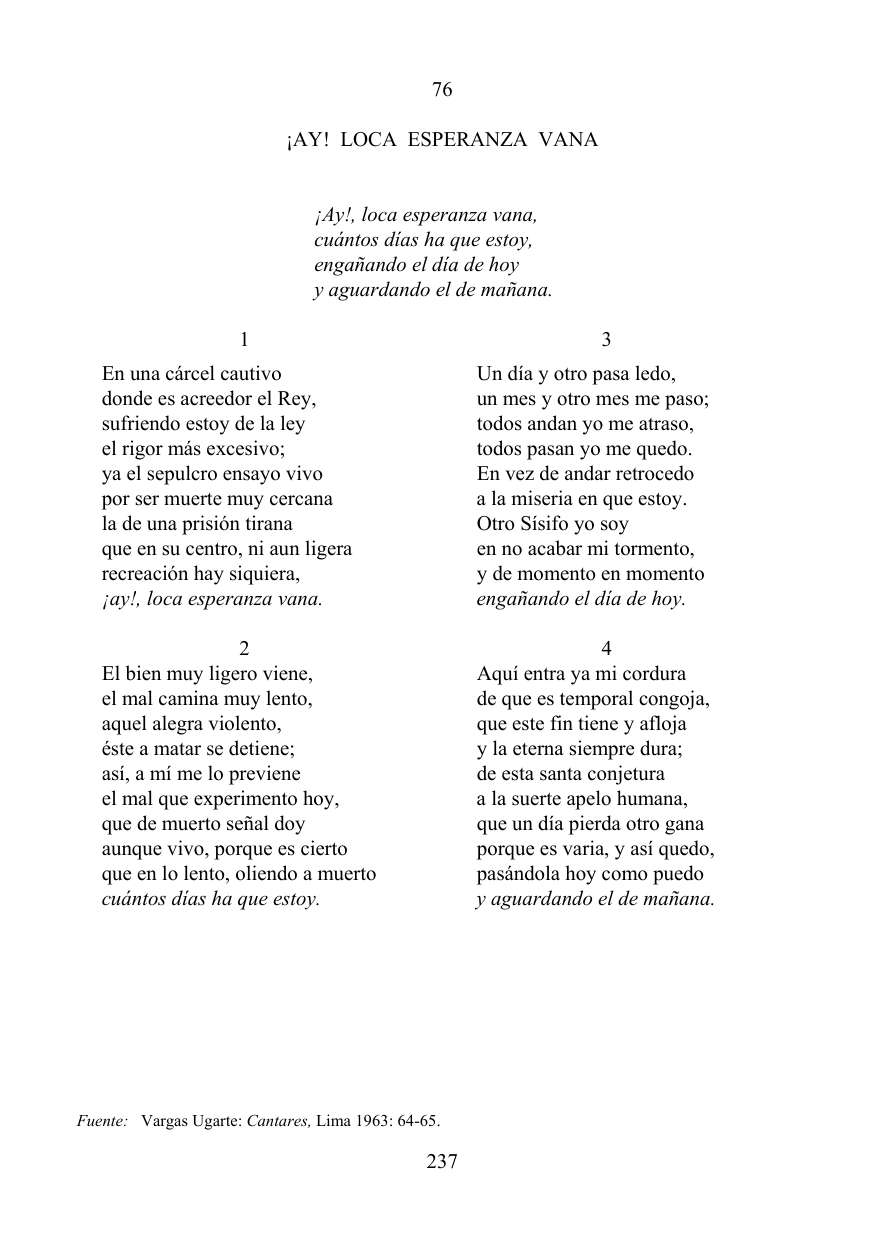 76
¡AY! LOCA ESPERANZA VANA
¡Ay!, loca esperanza vana,
cuántos días ha que estoy,
engañando el día de hoy
y aguardando el de mañana.
1
En una cárcel cautivo
donde es acreedor el Rey,
sufriendo estoy de la ley
el rigor más excesivo;
ya el sepulcro ensayo vivo
por ser muerte muy cercana
la de una prisión tirana
que en su centro, ni aun ligera
recreación hay siquiera,
¡ay!, loca esperanza vana.
2
El bien muy ligero viene,
el mal camina muy lento,
aquel alegra violento,
éste a matar se detiene;
así, a mí me lo previene
el mal que experimento hoy,
que de muerto señal doy
aunque vivo, porque es cierto
que en lo lento, oliendo a muerto
cuántos días ha que estoy.
3
Un día y otro pasa ledo,
un mes y otro mes me paso;
todos andan yo me atraso,
todos pasan yo me quedo.
En vez de andar retrocedo
a la miseria en que estoy.
Otro Sísifo yo soy
en no acabar mi tormento,
y de momento en momento
engañando el día de hoy.
4
Aquí entra ya mi cordura
de que es temporal congoja,
que este fin tiene y afloja
y la eterna siempre dura;
de esta santa conjetura
a la suerte apelo humana,
que un día pierda otro gana
porque es varia, y así quedo,
pasándola hoy como puedo
y aguardando el de mañana.
Fuente: Vargas Ugarte: Cantares, Lima 1963: 64-65.
237